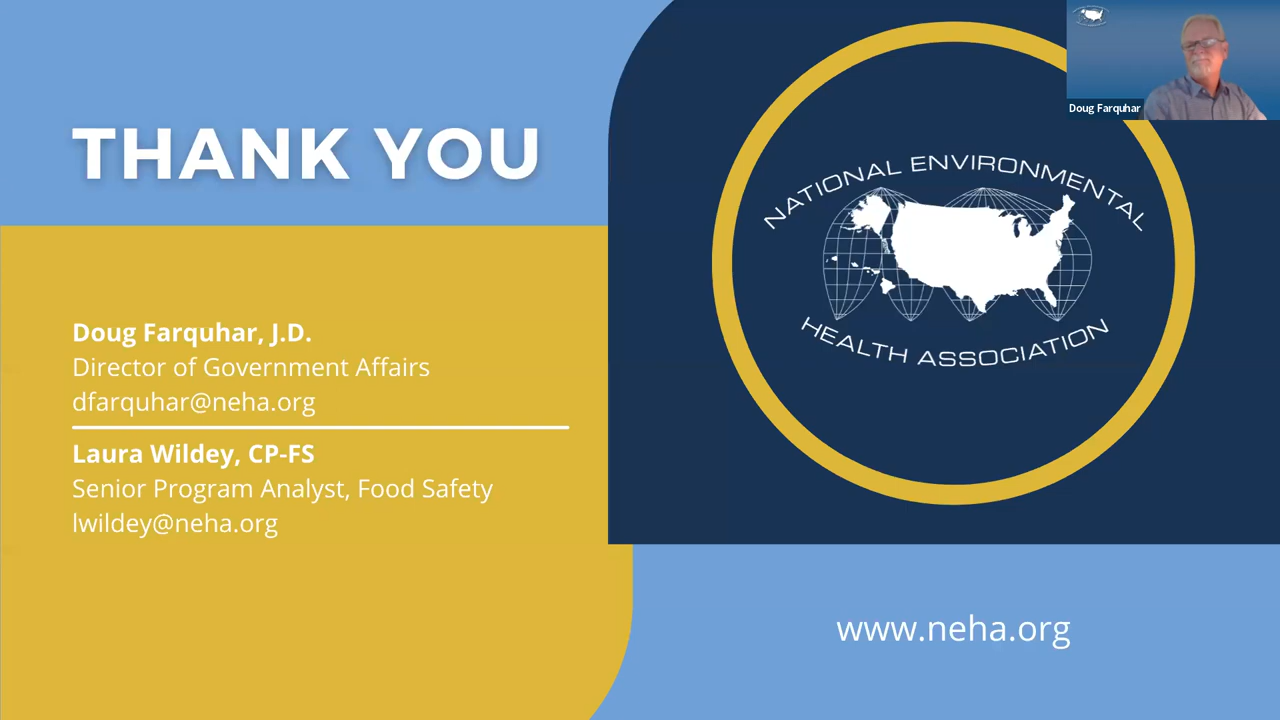 THANK YOU
Doug Farquhar, J.D.
Director of Government Affairs
dfarquhar@neha.org
Laura Wildey, CP-FS
Senior Program Analyst, Food Safety
lwildey@neha.org
NATIONAL ENVIRONMENTAL
HEALTH ASSOCIATION
www.neha.org
Doug Farquhar